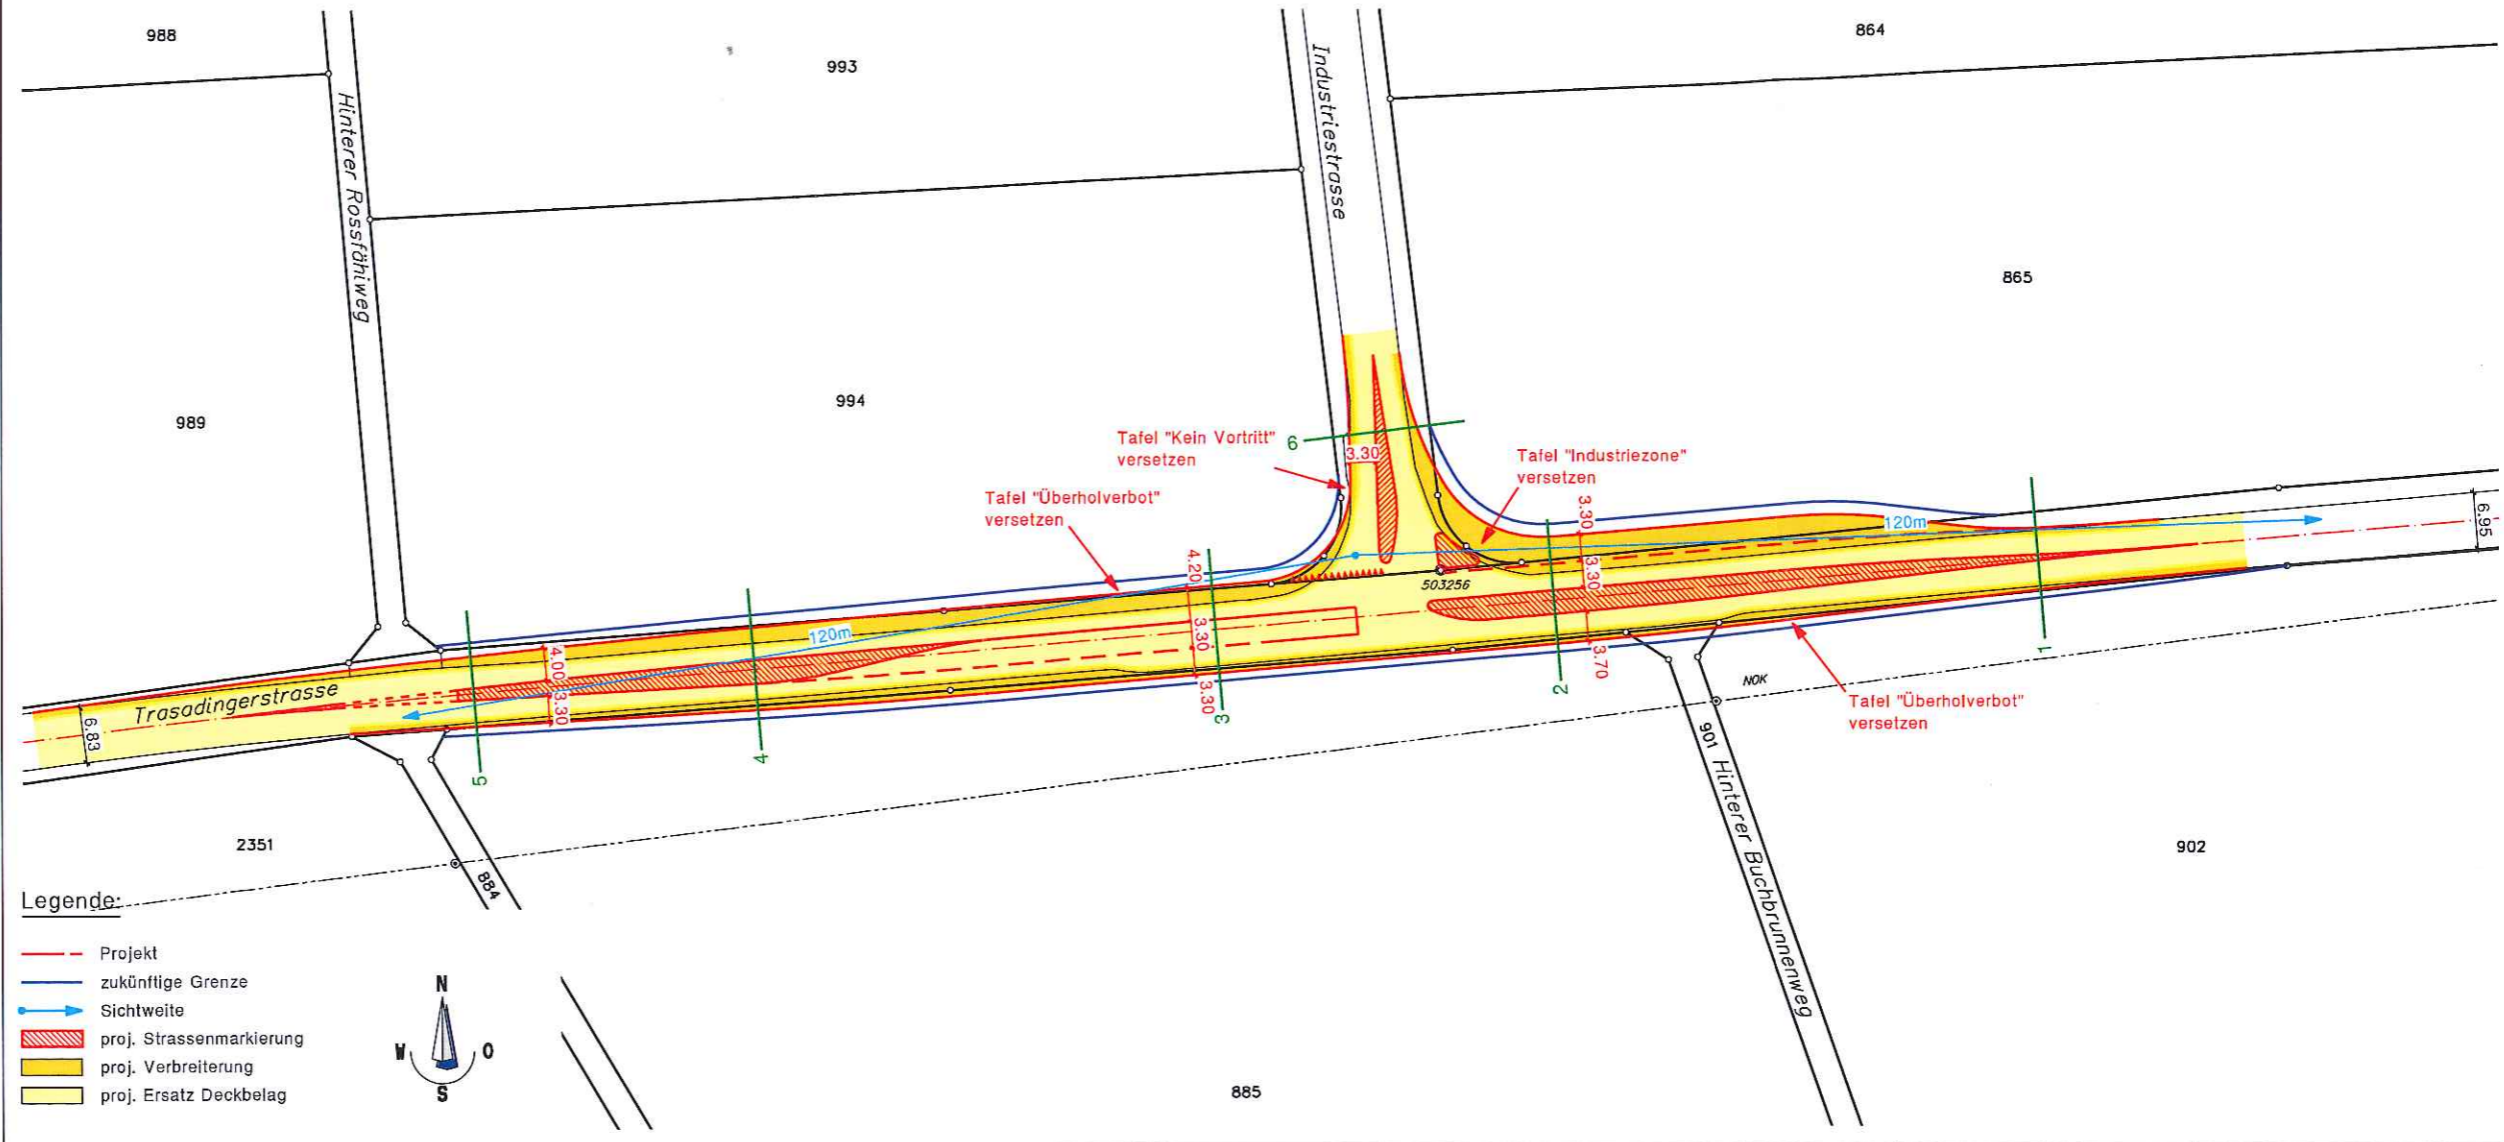 988
993
864
Hinterer Rossfähiweg
Industriestrasse
865
989
994
Tafel "Kein Vortritt"
versetzen
6
3.30
Tafel "Industriezone"
versetzen
Tafel "Überholverbot"
versetzen
3.30
120m
6.95
4.20
3.30
503256
120m
3.30
4.00
3.30
3.30
3.70
Trasadingerstrasse
6.83
NOK
Tafel "Überholverbot"
versetzen
5
4
3
2
1
901 Hinterer Buchbrunnenweg
2351
884
902
885
Legende:
Projekt
zukünftige Grenze
Sichtweite
proj. Strassenmarkierung
proj. Verbreiterung
proj. Ersatz Deckbelag
N
W
O
S